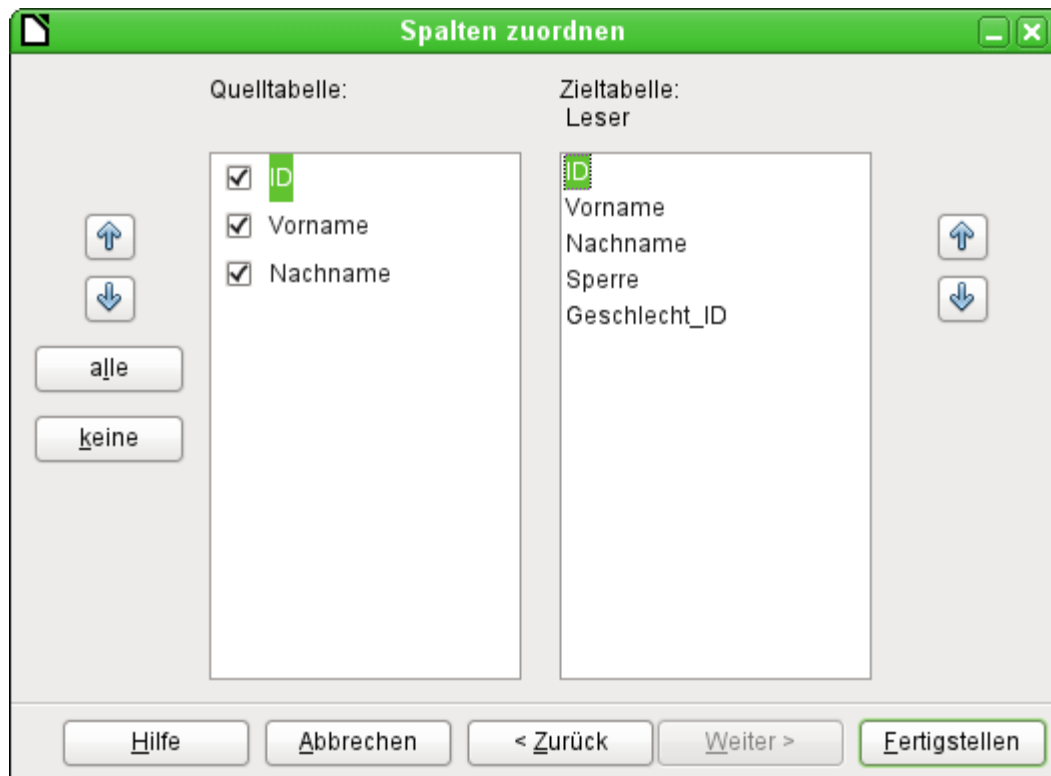 Spalten zuordnen
Quelltabelle:
Zieltabelle:
Leser
ID
Vorname
Nachname
ID
Vorname
Nachname
Sperre
Geschlecht_ID
alle
keine
Hilfe
Abbrechen
< Zurück
Weiter >
Fertigstellen